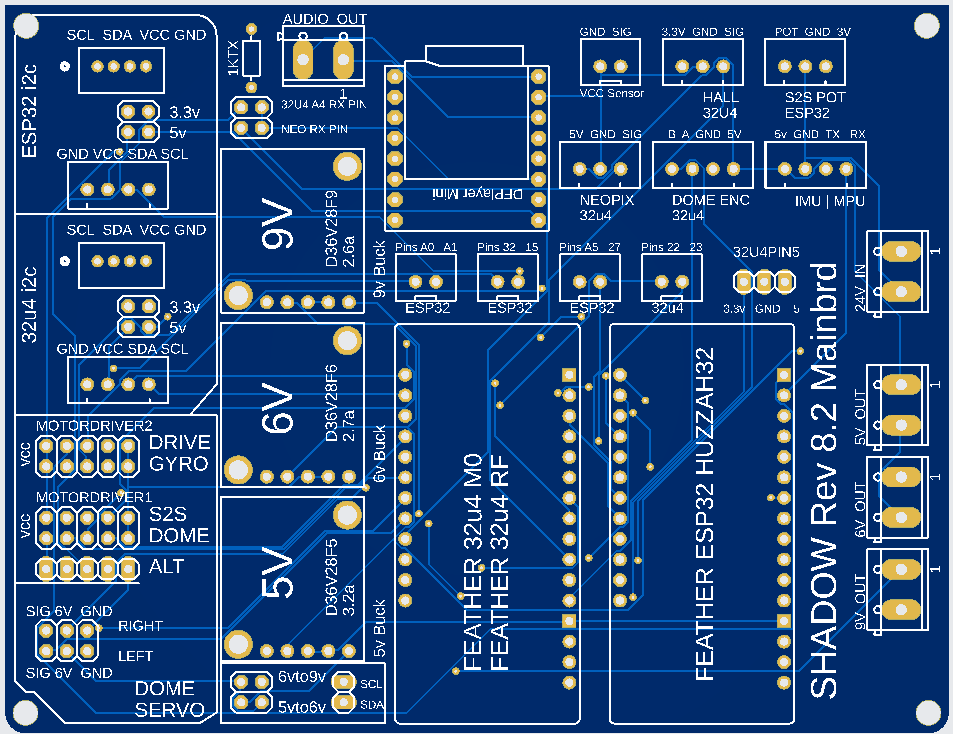 SCL SDA VCC GND
ESP32 i2c
3.3v
5v
GND VCC SDA SCL
SCL SDA VCC GND
32u4 i2c
3.3v
5v
GND VCC SDA SCL
MOTORDRIVER2
VCC
DRIVE
GYRO
MOTORDRIVER1
VCC
S2S
DOME
ALT
SIG 6V GND
RIGHT
LEFT
SIG 6V GND
DOME
SERVO
AUDIO OUT
1KTX
1
32U4 A4 RX PIN
NEO RX PIN
9V
D36V28F9
2.6a
9v Buck
6V
D36V28F6
2.7a
6v Buck
5V
D36V28F5
3.2a
5v Buck
6Vto9v
5vto6v
SCL
SDA
DFPlayer Mini
GND SIG
VCC Sensor
3.3V GND SIG
HALL
32U4
POT GND 3V
S2S POT
ESP32
5V GND SIG
NEOPIX
32u4
B A GND 5V
DOME ENC
32u4
5v GND TX RX
IMU | MPU
Pins A0 A1
ESP32
Pins 32 15
ESP32
Pins A5 27
ESP32
Pins 22 23
32u4
32U4PIN5
3.3v GND 5
FEATHER 32u4 M0
FEATHER 32u4 RF
FEATHER ESP32 HUZZAH32
SHADOW Rev 8.2 Mainbrd
24V IN
1
5V OUT
1
6V OUT
1
9V OUT
1